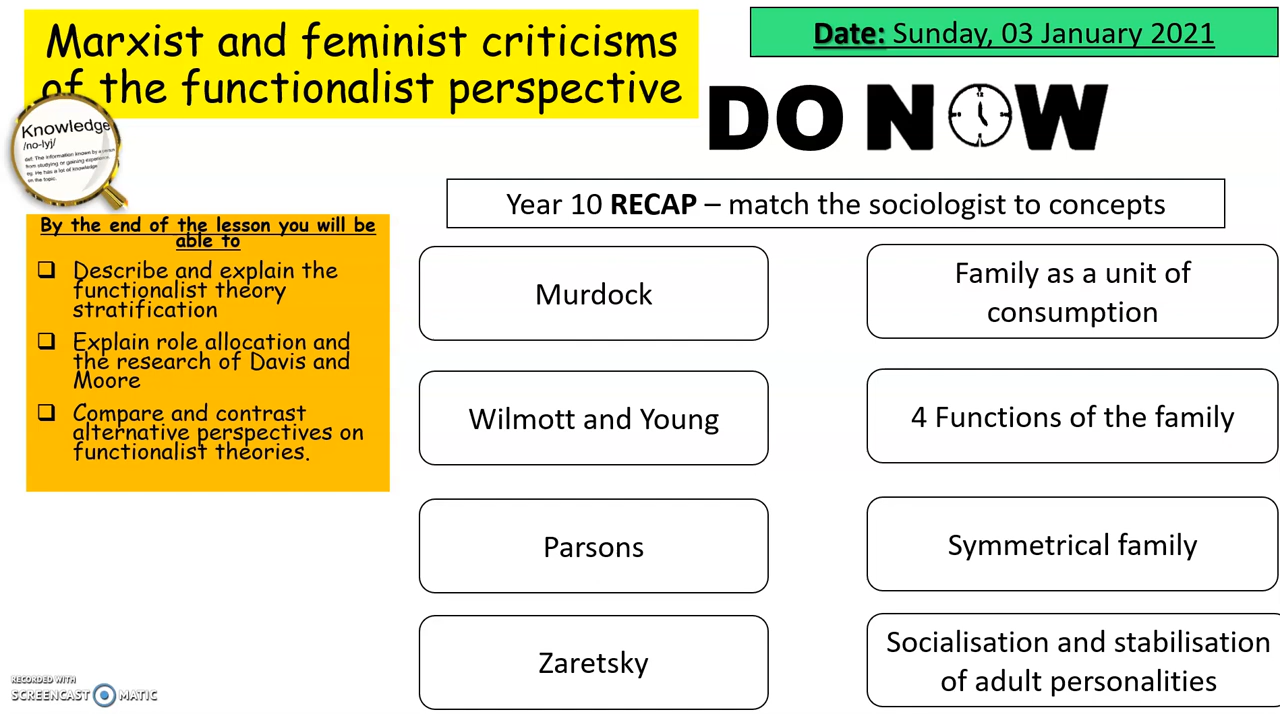 Marxist and feminist criticisms
of the functionalist perspective
Date: Sunday, 03 January 2021
DO NOW
Knowledge
/no-lyj/
Year 10 RECAP – match the sociologist to concepts
By the end of the lesson you will be
able to
❑ Describe and explain the
functionalist theory
stratification
❑ Explain role allocation and
the research of Davis and
Moore
❑ Compare and contrast
alternative perspectives on
functionalist theories.
Murdock
Family as a unit of
consumption
Wilmott and Young
4 Functions of the family
Parsons
Symmetrical family
Zaretsky
Socialisation and stabilisation
of adult personalities
RECORDED WITH
SCREENCAST MATIC